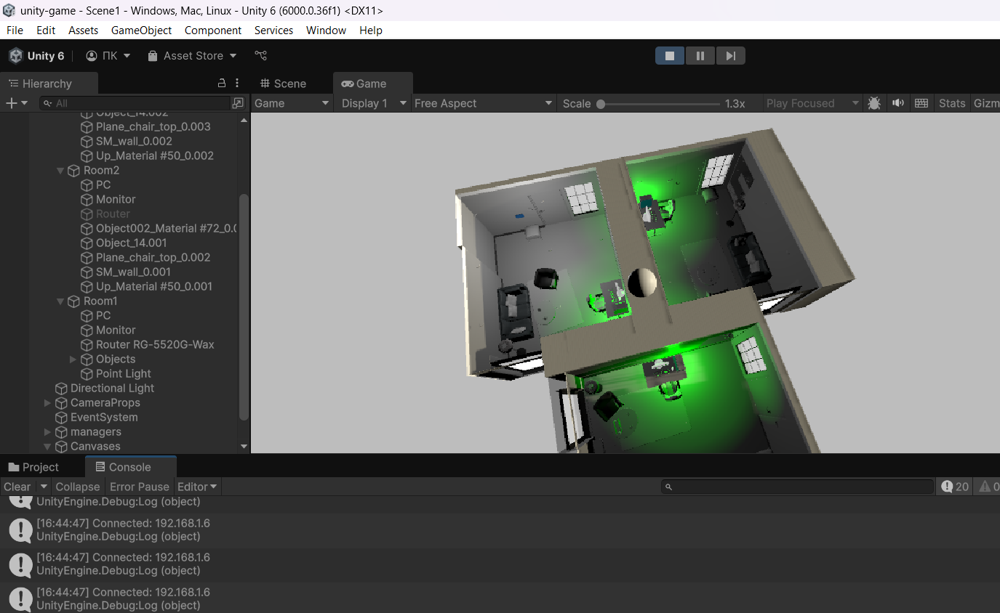 unity-game - Scene1 - Windows, Mac, Linux - Unity 6 (6000.0.36f1) <DX11>
File Edit Assets GameObject Component Services Window Help
Unity 6 ПК Asset Store
Hierarchy
All
Object_14.002
Plane_chair_top_0.003
SM_wall_0.002
Up_Material #50_0.002
Room2
PC
Monitor
Router
Object002_Material #72_0.0
Object_14.001
Plane_chair_top_0.002
SM_wall_0.001
Up_Material #50_0.001
Room1
PC
Monitor
Router RG-5520G-Wax
Objects
Point Light
Directional Light
CameraProps
EventSystem
managers
Canvases
Scene Game
Game Display 1 Free Aspect Scale 1.3x Play Focused Stats Gizm
Project Console
Clear Collapse Error Pause Editor 20 0
UnityEngine.Debug:Log (object)
[16:44:47] Connected: 192.168.1.6
UnityEngine.Debug:Log (object)
[16:44:47] Connected: 192.168.1.6
UnityEngine.Debug:Log (object)
[16:44:47] Connected: 192.168.1.6
UnityEngine.Debug:Log (object)